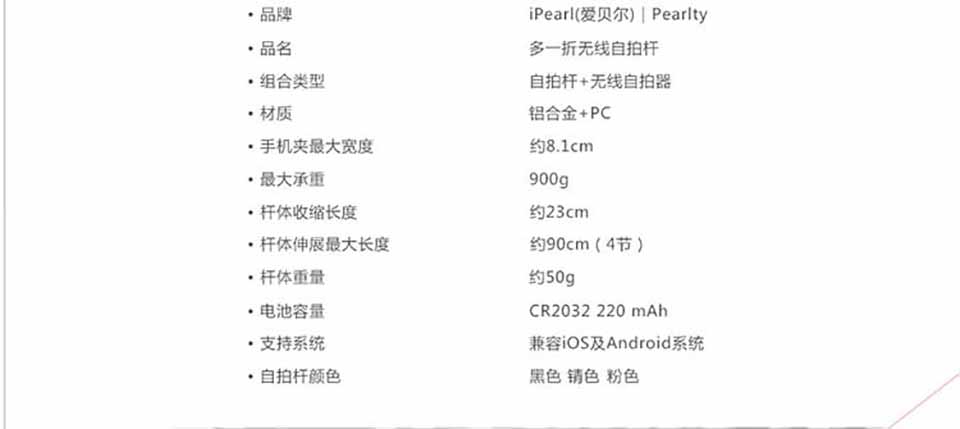 • 品牌 iPearl(爱贝尔)｜Pearlty
• 品名 多一折无线自拍杆
• 组合类型 自拍杆+无线自拍器
• 材质 铝合金+PC
• 手机夹最大宽度 约8.1cm
• 最大承重 900g
• 杆体收缩长度 约23cm
• 杆体伸展最大长度 约90cm（4节）
• 杆体重量 约50g
• 电池容量 CR2032 220 mAh
• 支持系统 兼容iOS及Android系统
• 自拍杆颜色 黑色 锖色 粉色